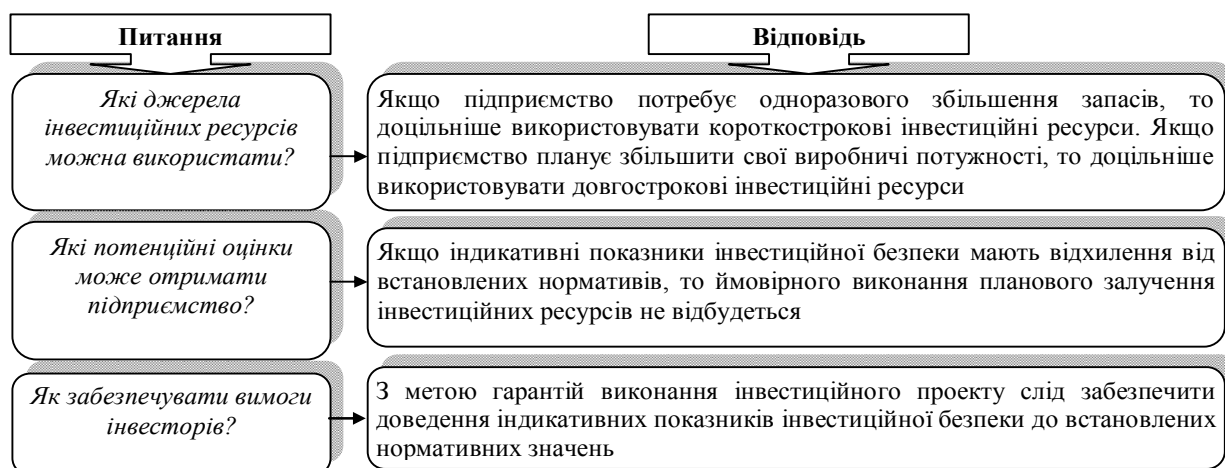 Питання
Відповідь
Які джерела
інвестиційних ресурсів
можна використати?
Якщо підприємство потребує одноразового збільшення запасів, то
доцільніше використовувати короткострокові інвестиційні ресурси. Якщо
підприємство планує збільшити свої виробничі потужності, то доцільніше
використовувати довгострокові інвестиційні ресурси
Які потенційні оцінки
може отримати
підприємство?
Якщо індикативні показники інвестиційної безпеки мають відхилення від
встановлених нормативів, то ймовірного виконання планового залучення
інвестиційних ресурсів не відбудеться
Як забезпечувати вимоги
інвесторів?
З метою гарантій виконання інвестиційного проекту слід забезпечити
доведення індикативних показників інвестиційної безпеки до встановлених
нормативних значень